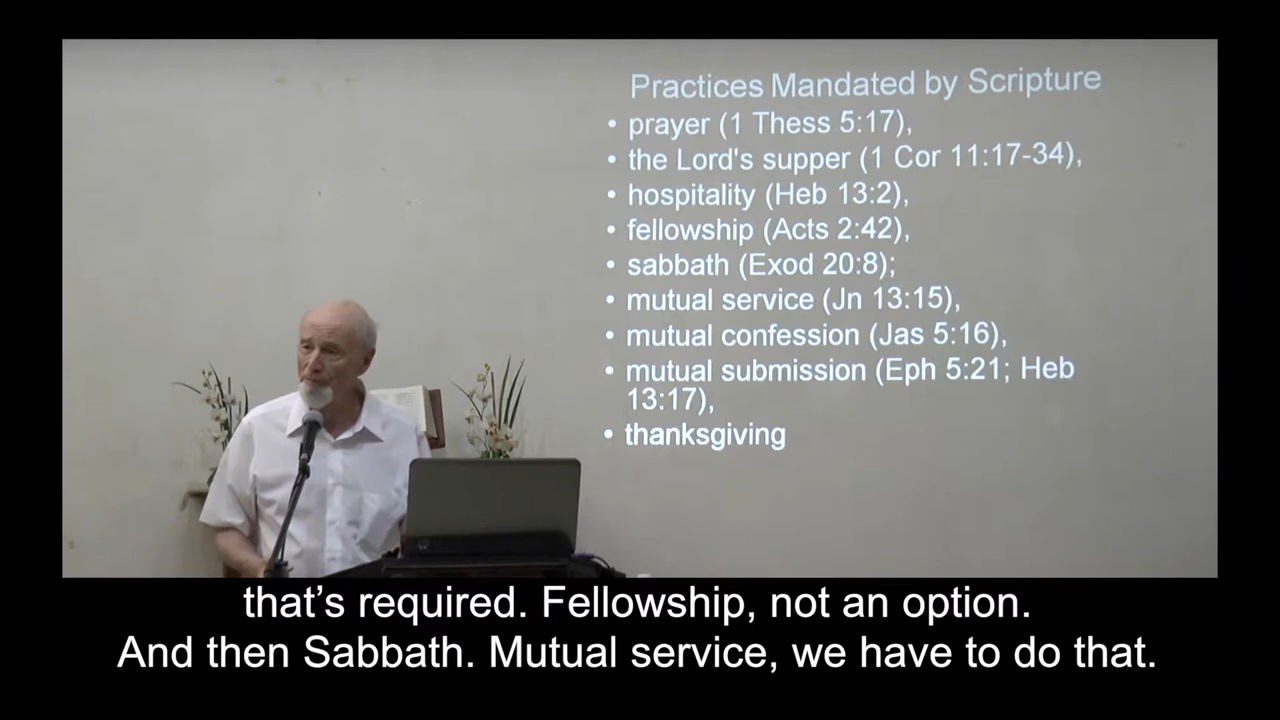 Practices Mandated by Scripture
• prayer (1 Thess 5:17),
• the Lord's supper (1 Cor 11:17-34),
• hospitality (Heb 13:2),
• fellowship (Acts 2:42),
• sabbath (Exod 20:8);
• mutual service (Jn 13:15),
• mutual confession (Jas 5:16),
• mutual submission (Eph 5:21; Heb
13:17),
• thanksgiving
that’s required. Fellowship, not an option.
And then Sabbath. Mutual service, we have to do that.